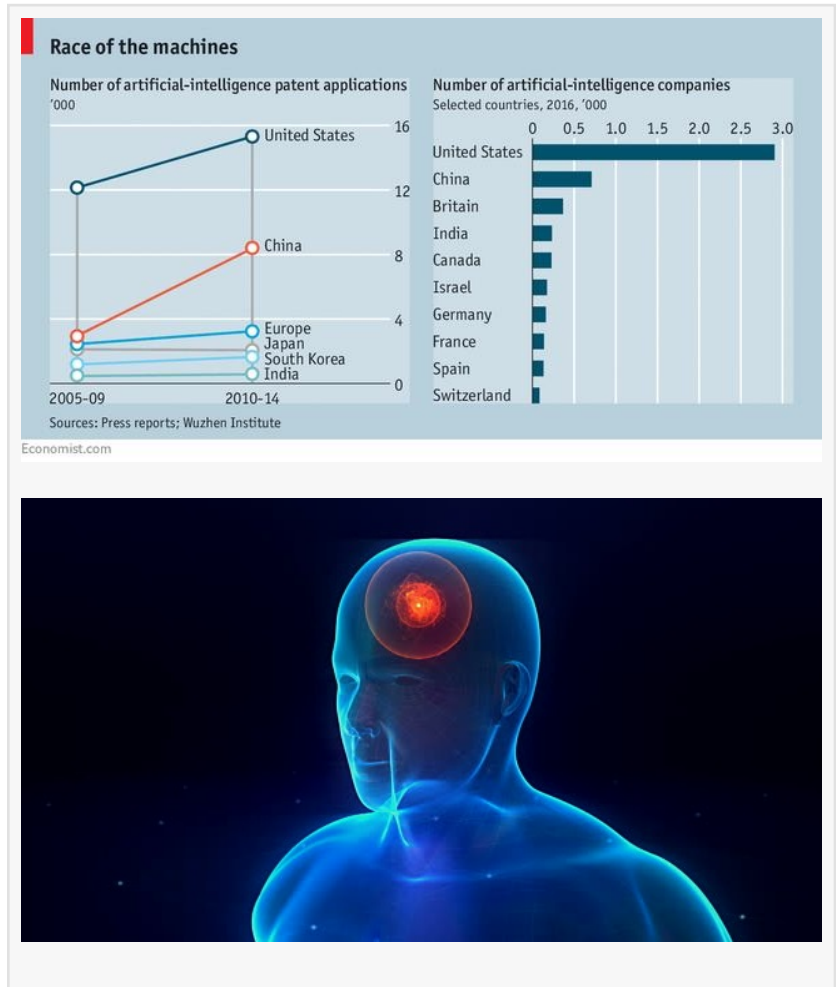 Race of the machines
Number of artificial-intelligence patent applications
'000
16
United States
12
China
8
Europe
4
Japan
South Korea
India
0
2005-09
2010-14
Number of artificial-intelligence companies
Selected countries, 2016, '000
0 0.5 1.0 1.5 2.0 2.5 3.0
United States
China
Britain
India
Canada
Israel
Germany
France
Spain
Switzerland
Sources: Press reports; Wuzhen Institute
Economist.com